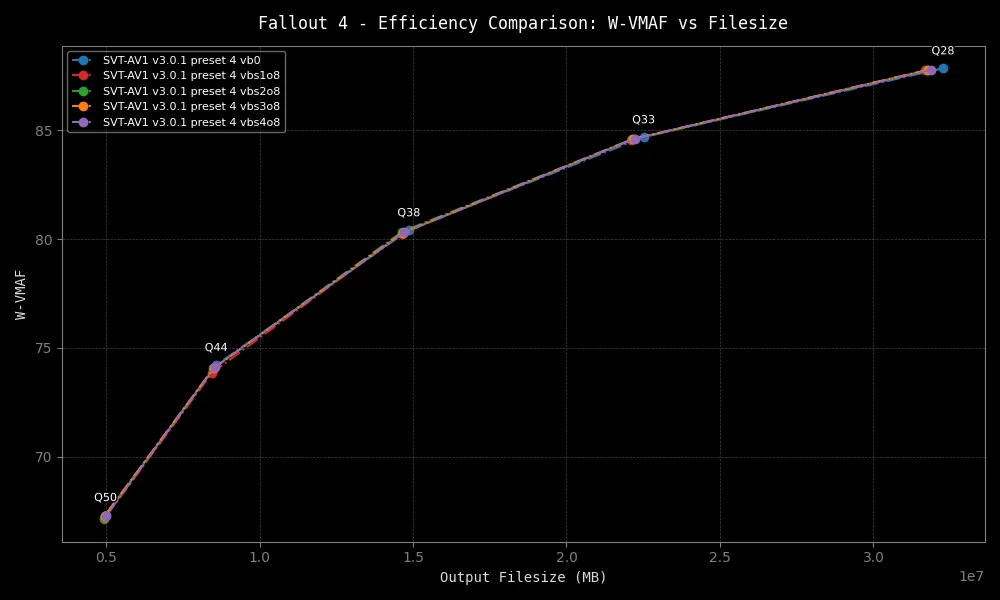 Fallout 4 - Efficiency Comparison: W-VMAF vs Filesize
SVT-AV1 v3.0.1 preset 4 vb0
SVT-AV1 v3.0.1 preset 4 vbs1o8
SVT-AV1 v3.0.1 preset 4 vbs2o8
SVT-AV1 v3.0.1 preset 4 vbs3o8
SVT-AV1 v3.0.1 preset 4 vbs4o8
Q28
Q33
Q38
Q44
Q50
W-VMAF
85
80
75
70
0.5 1.0 1.5 2.0 2.5 3.0
1e7
Output Filesize (MB)